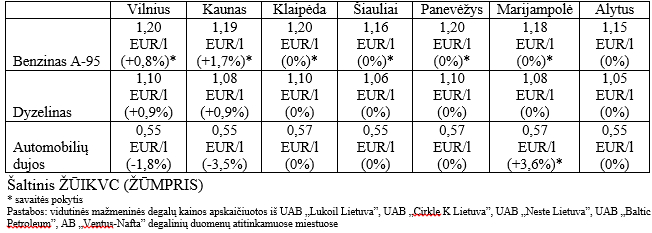 Vilnius Kaunas Klaipėda Šiauliai Panevėžys Marijampolė Alytus
1,20 1,19 1,20 1,16 1,20 1,18 1,15
EUR/l EUR/l EUR/l EUR/l EUR/l EUR/l EUR/l
Benzinas A-95 (+0,8%)* (+1,7%)* (0%)* (0%)* (0%)* (0%)* (0%)
1,10 1,08 1,10 1,06 1,10 1,08 1,05
EUR/l EUR/l EUR/l EUR/l EUR/l EUR/l EUR/l
Dyzelinas (+0,9%) (+0,9%) (0%) (0%) (0%) (0%) (0%)
0,55 0,55 0,57 0,55 0,57 0,57 0,55
Automobilių EUR/l EUR/l EUR/l EUR/l EUR/l EUR/l EUR/l
dujos (-1,8%) (-3,5%) (0%) (0%) (0%) (+3,6%)* (0%)
Šaltinis ŽŪIKVC (ŽŪMPRIS)
* savaitės pokytis
Pastabos: vidutinės mažmeninės degalų kainos apskaičiuotos iš UAB „Lukoil Lietuva”, UAB „Cirkle K Lietuva”, UAB „Neste Lietuva”, UAB „Baltic
Petroleum”, AB „Ventus-Nafta” degalinių duomenų atitinkamuose miestuose